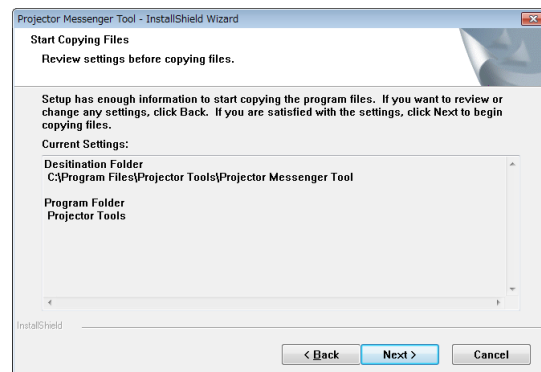 Projector Messenger Tool - InstallShield Wizard
Start Copying Files
Review settings before copying files.
Setup has enough information to start copying the program files. If you want to review or
change any settings, click Back. If you are satisfied with the settings, click Next to begin
copying files.
Current Settings:
Desitination Folder
C:\Program Files\Projector Tools\Projector Messenger Tool
Program Folder
Projector Tools
InstallShield
< Back Next > Cancel